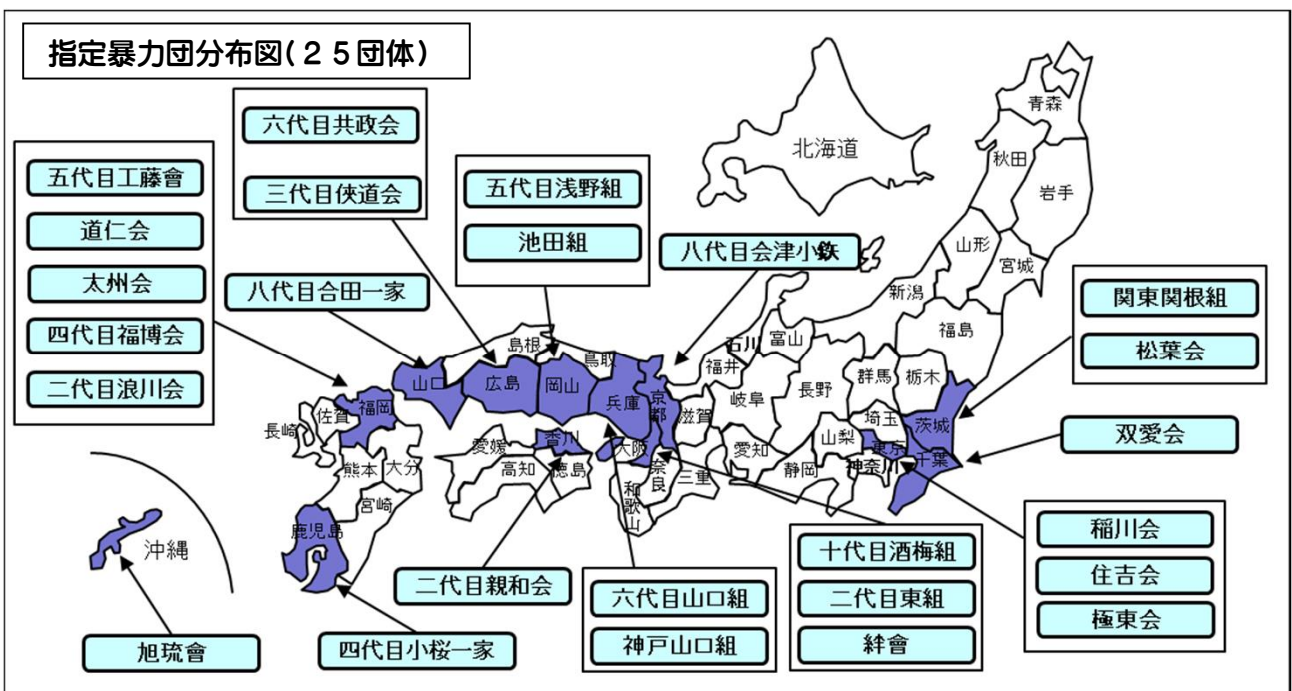 指定暴力団分布図(２５団体)
六代目共政会
三代目侠道会
五代目工藤會
道仁会
太州会
四代目福博会
二代目浪川会
八代目合田一家
五代目浅野組
池田組
八代目会津小鉄
関東関根組
松葉会
双愛会
稲川会
住吉会
極東会
十代目酒梅組
二代目東組
絆會
六代目山口組
神戸山口組
二代目親和会
四代目小桜一家
旭琉會
北海道
青森
秋田
岩手
山形
宮城
新潟
福島
石川
富山
福井
長野
群馬
栃木
岐阜
埼玉
茨城
山梨
東京
千葉
神奈川
静岡
愛知
滋賀
三重
京都
大阪
奈良
和歌山
兵庫
鳥取
島根
岡山
広島
山口
香川
愛媛
高知
徳島
福岡
佐賀
長崎
熊本
大分
宮崎
鹿児島
沖縄